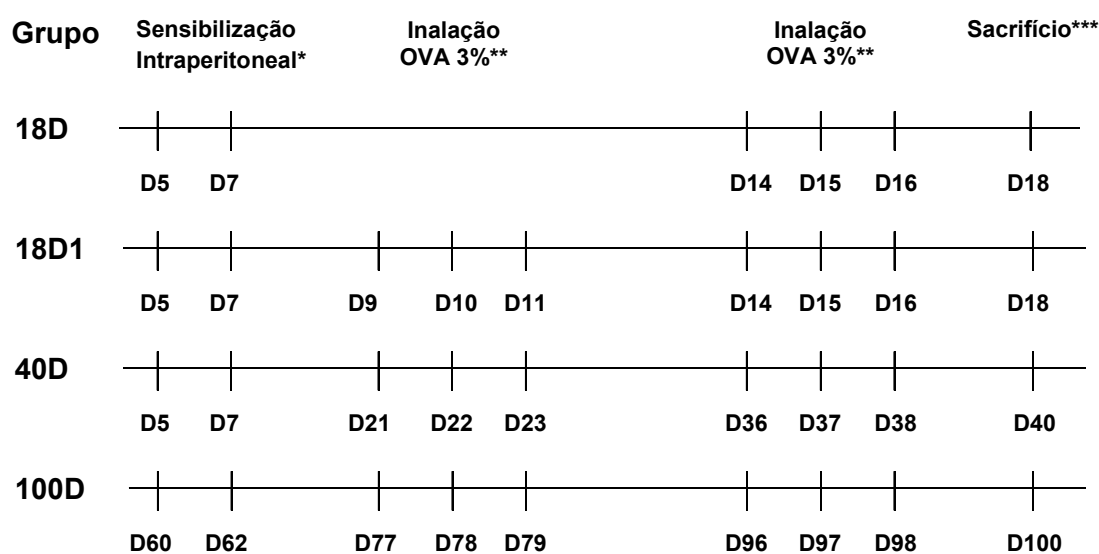 Grupo Sensibilização Inalação Inalação Sacrifício***
Intraperitoneal* OVA 3%** OVA 3%**
18D
D5 D7 D14 D15 D16 D18
18D1
D5 D7 D9 D10 D11 D14 D15 D16 D18
40D
D5 D7 D21 D22 D23 D36 D37 D38 D40
100D
D60 D62 D77 D78 D79 D96 D97 D98 D100